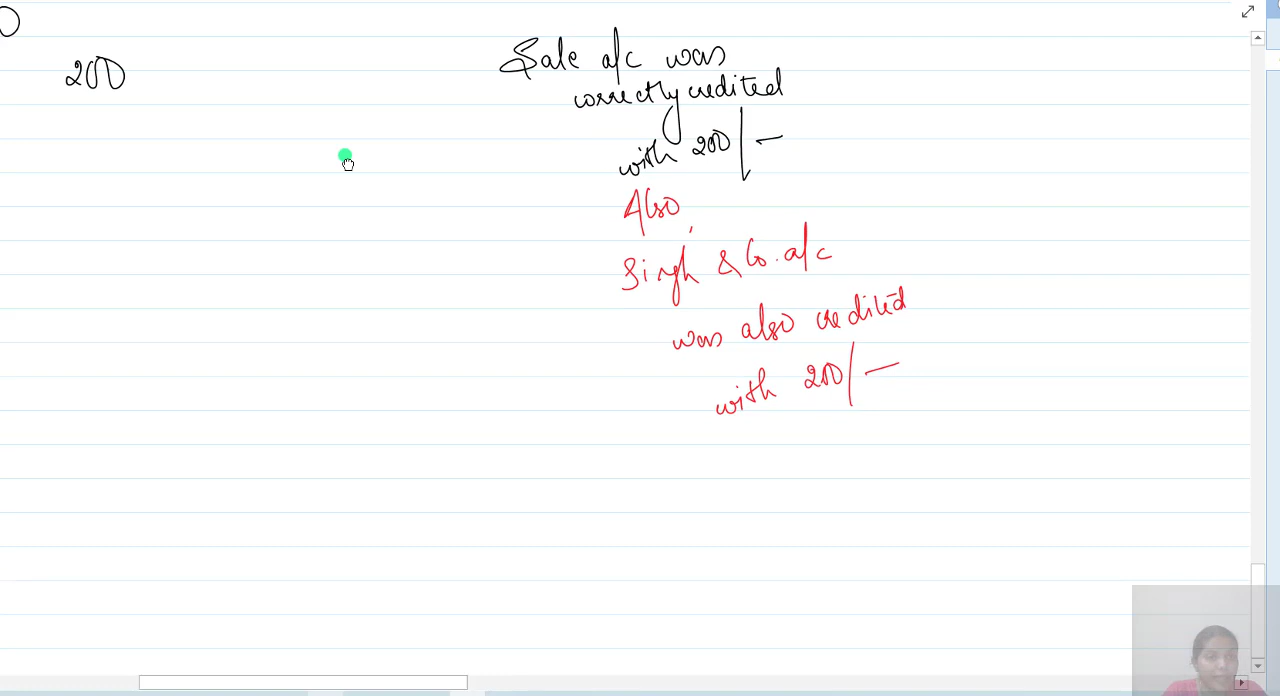 200
Sale a/c was
correctly credited
with 200/-
Also,
Singh & Co. a/c
was also credited
with 200/-